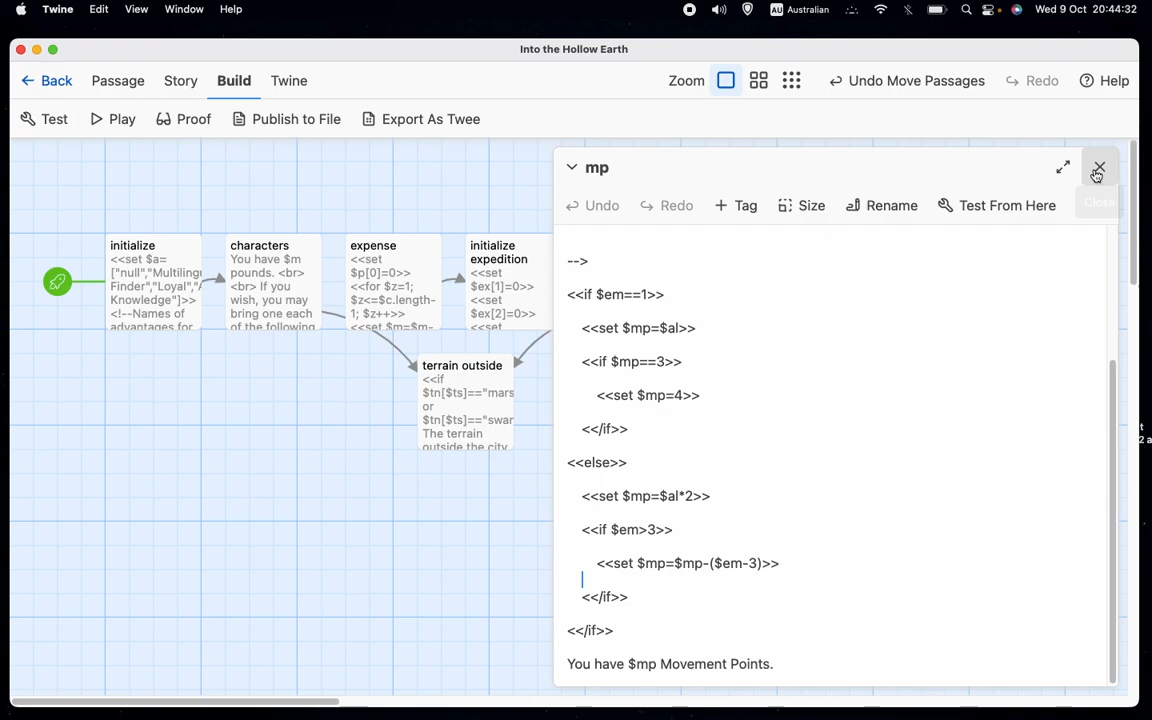 Twine Edit View Window Help AU Australian Wed 9 Oct 20:44:32
Into the Hollow Earth
Back Passage Story Build Twine Zoom Undo Move Passages Redo Help
Test Play Proof Publish to File Export As Twee
mp
Undo Redo + Tag Size Rename Test From Here Close
initialize
<<set $a=
["null","Multilingu
Finder","Loyal","A
Knowledge"]>>
<!--Names of
advantages for
characters
You have $m
pounds. <br>
<br> If you
wish, you may
bring one each
of the following
expense
<<set
$p[0]=0>>
<<for $z=1;
$z<=$c.length-
1; $z++>>
<<set $m=$m-
initialize
expedition
<<set
$ex[1]=0>>
<<set
$ex[2]=0>>
<<set
terrain outside
<<if
$tn[$ts]=="mars
or
$tn[$ts]=="swar
The terrain
outside the city
-->
<<if $em==1>>
<<set $mp=$al>>
<<if $mp==3>>
<<set $mp=4>>
<</if>>
<<else>>
<<set $mp=$al*2>>
<<if $em>3>>
<<set $mp=$mp-($em-3)>>
<</if>>
<</if>>
You have $mp Movement Points.